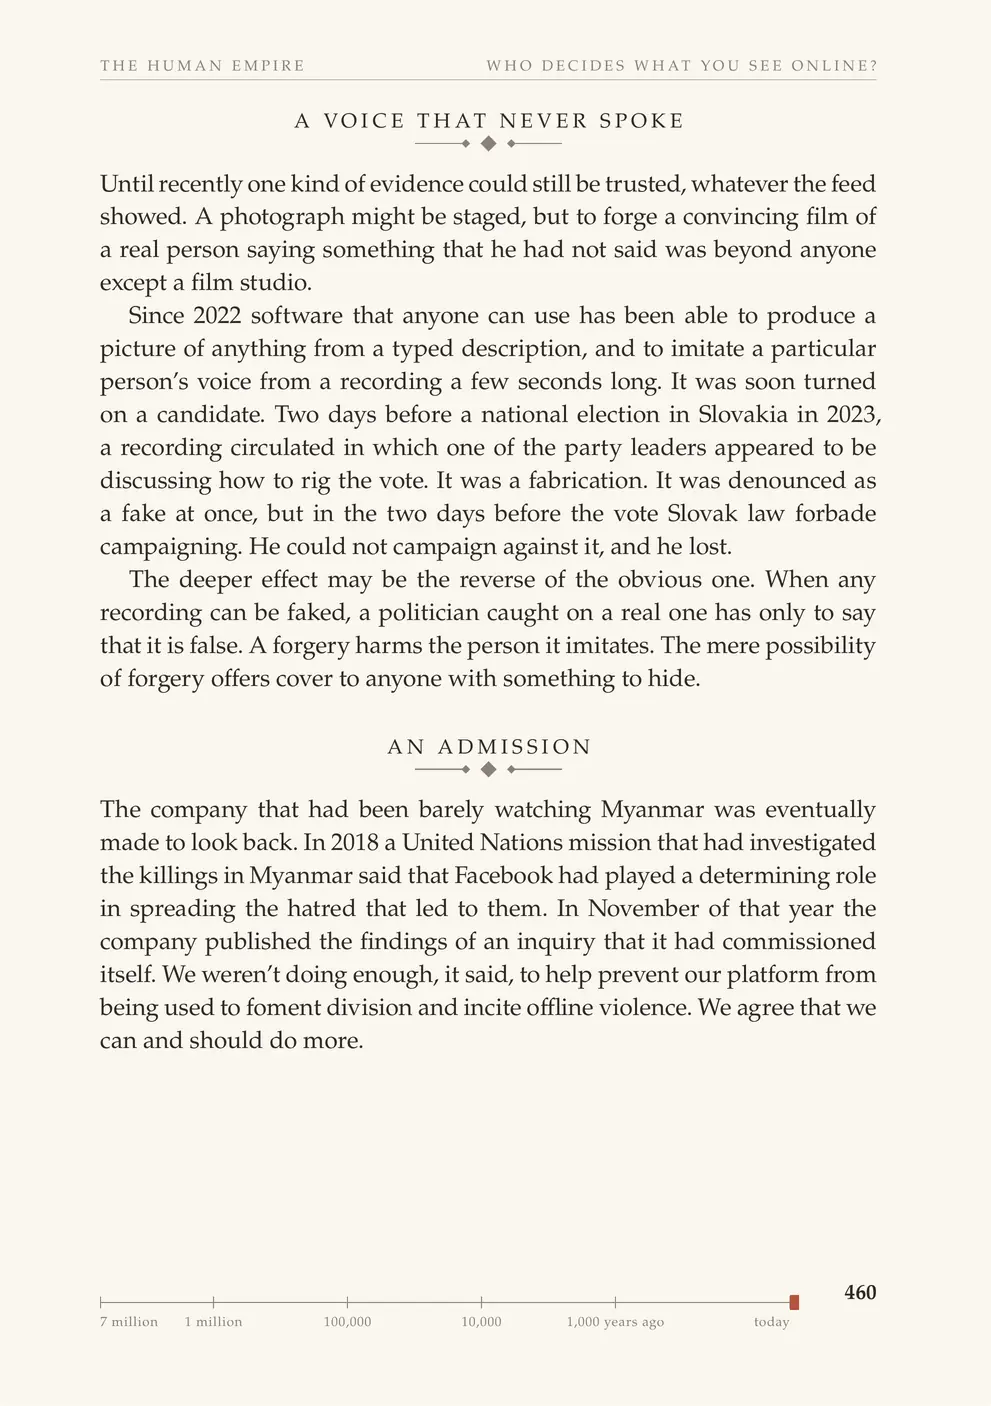 THE HUMAN EMPIRE
WHO DECIDES WHAT YOU SEE ONLINE?
A VOICE THAT NEVER SPOKE
Until recently one kind of evidence could still be trusted, whatever the feed
showed. A photograph might be staged, but to forge a convincing film of
a real person saying something that he had not said was beyond anyone
except a film studio.
Since 2022 software that anyone can use has been able to produce a
picture of anything from a typed description, and to imitate a particular
person’s voice from a recording a few seconds long. It was soon turned
on a candidate. Two days before a national election in Slovakia in 2023,
a recording circulated in which one of the party leaders appeared to be
discussing how to rig the vote. It was a fabrication. It was denounced as
a fake at once, but in the two days before the vote Slovak law forbade
campaigning. He could not campaign against it, and he lost.
The deeper effect may be the reverse of the obvious one. When any
recording can be faked, a politician caught on a real one has only to say
that it is false. A forgery harms the person it imitates. The mere possibility
of forgery offers cover to anyone with something to hide.
AN ADMISSION
The company that had been barely watching Myanmar was eventually
made to look back. In 2018 a United Nations mission that had investigated
the killings in Myanmar said that Facebook had played a determining role
in spreading the hatred that led to them. In November of that year the
company published the findings of an inquiry that it had commissioned
itself. We weren’t doing enough, it said, to help prevent our platform from
being used to foment division and incite offline violence. We agree that we
can and should do more.
460
7 million 1 million 100,000 10,000 1,000 years ago today